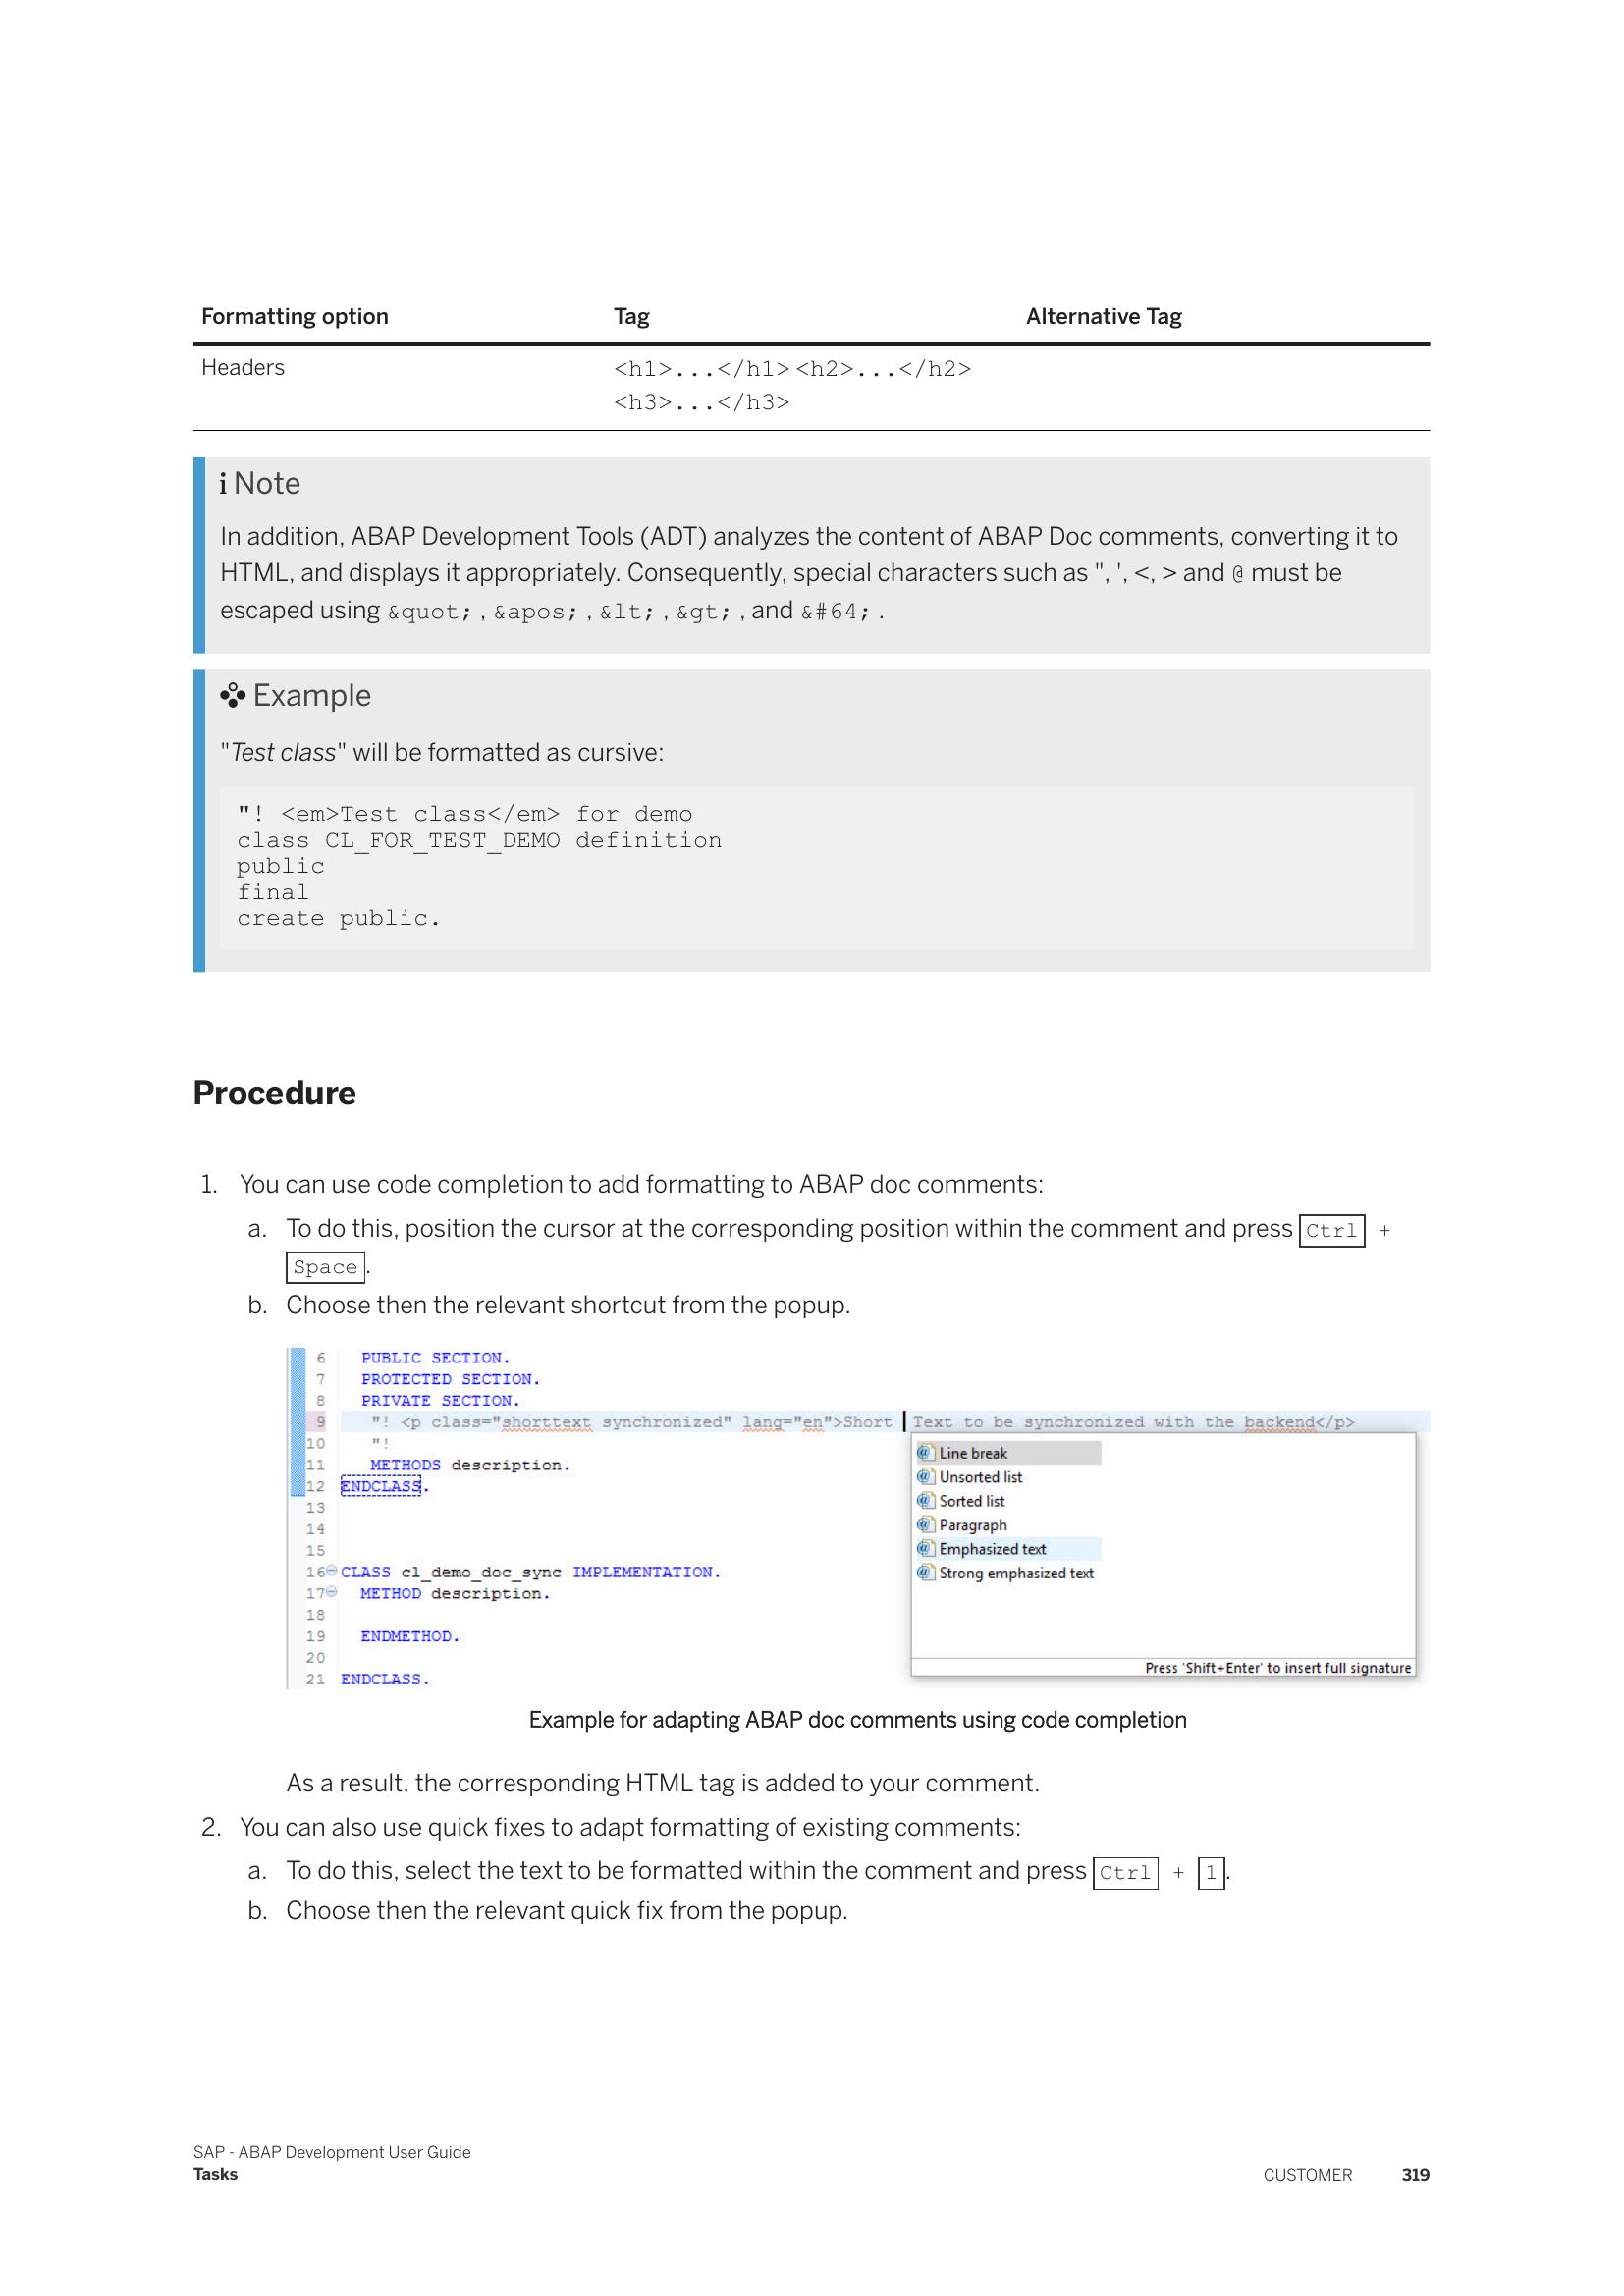 Formatting option Tag Alternative Tag
Headers <h1>...</h1> <h2>...</h2>
<h3>...</h3>
i Note
In addition, ABAP Development Tools (ADT) analyzes the content of ABAP Doc comments, converting it to
HTML, and displays it appropriately. Consequently, special characters such as ", ', <, > and @ must be
escaped using &quot; , &apos; , &lt; , &gt; , and &#64; .
Example
"Test class" will be formatted as cursive:
"! <em>Test class</em> for demo
class CL_FOR_TEST_DEMO definition
public
final
create public.
Procedure
1. You can use code completion to add formatting to ABAP doc comments:
a. To do this, position the cursor at the corresponding position within the comment and press Ctrl +
Space .
b. Choose then the relevant shortcut from the popup.
6 PUBLIC SECTION.
7 PROTECTED SECTION.
8 PRIVATE SECTION.
9 "! <p class="shorttext synchronized" lang="en">Short Text to be synchronized with the backend</p>
10 "!
11 METHODS description.
12 ENDCLASS.
13
14
15
16 CLASS cl_demo_doc_sync IMPLEMENTATION.
17 METHOD description.
18
19 ENDMETHOD.
20
21 ENDCLASS.
Line break
Unsorted list
Sorted list
Paragraph
Emphasized text
Strong emphasized text
Press 'Shift+Enter' to insert full signature
Example for adapting ABAP doc comments using code completion
As a result, the corresponding HTML tag is added to your comment.
2. You can also use quick fixes to adapt formatting of existing comments:
a. To do this, select the text to be formatted within the comment and press Ctrl + 1 .
b. Choose then the relevant quick fix from the popup.
SAP - ABAP Development User Guide
Tasks CUSTOMER 319